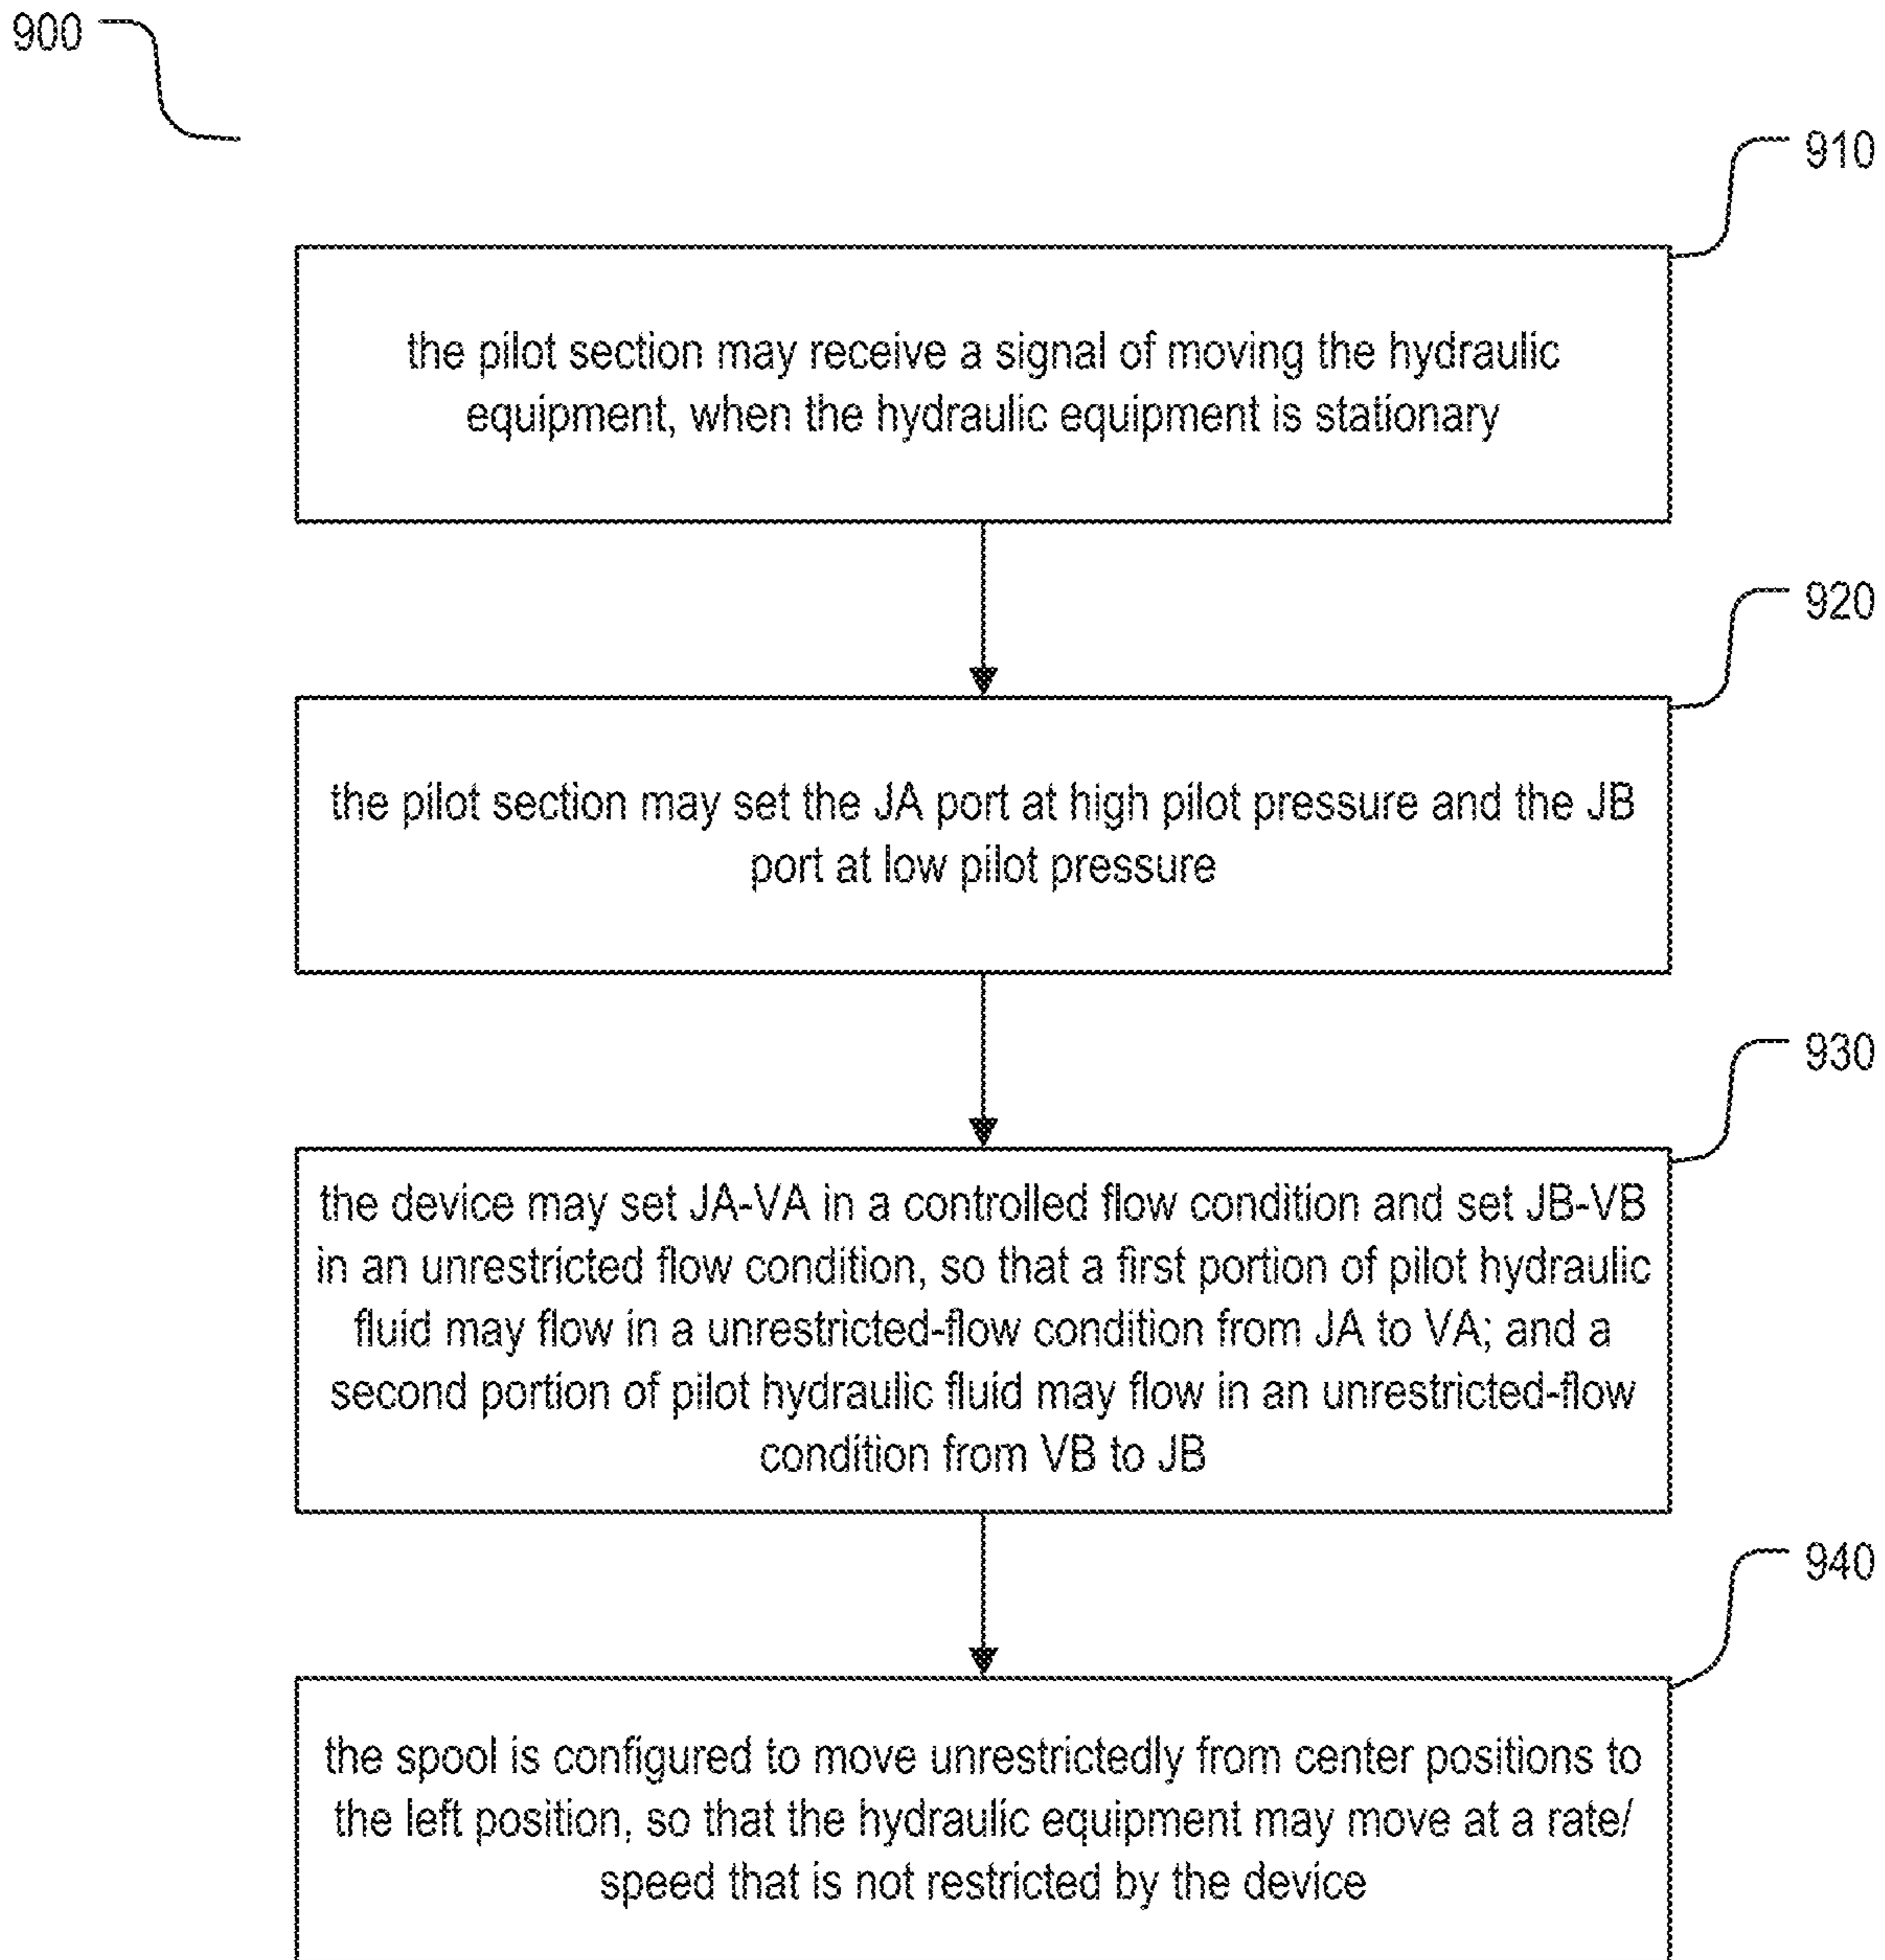 900
910
the pilot section may receive a signal of moving the hydraulic
equipment, when the hydraulic equipment is stationary
920
the pilot section may set the JA port at high pilot pressure and the JB
port at low pilot pressure
930
the device may set JA-VA in a controlled flow condition and set JB-VB
in an unrestricted flow condition, so that a first portion of pilot hydraulic
fluid may flow in a unrestricted-flow condition from JA to VA; and a
second portion of pilot hydraulic fluid may flow in an unrestricted-flow
condition from VB to JB
940
the spool is configured to move unrestrictedly from center positions to
the left position, so that the hydraulic equipment may move at a rate/
speed that is not restricted by the device